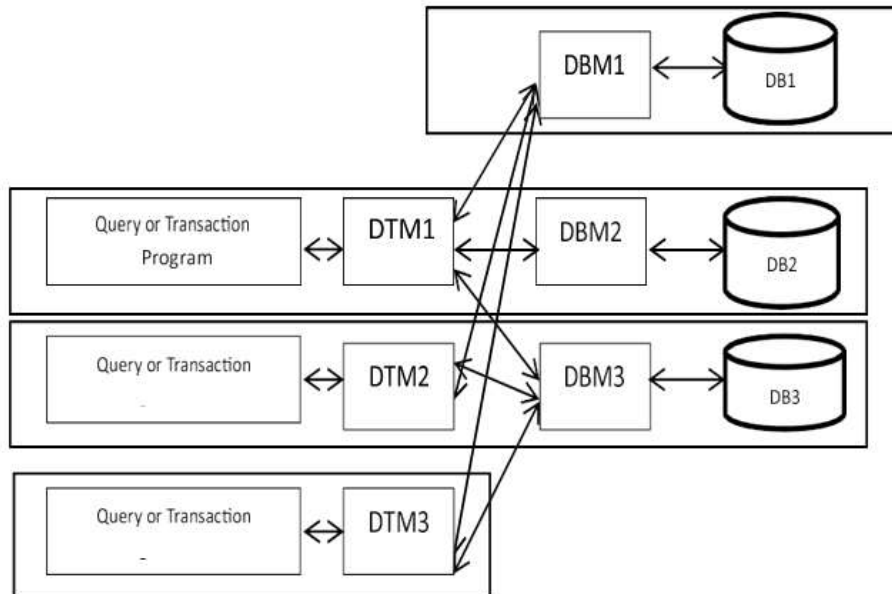 DBM1
DB1
Query or Transaction
Program
DTM1
DBM2
DB2
Query or Transaction
DTM2
DBM3
DB3
Query or Transaction
DTM3